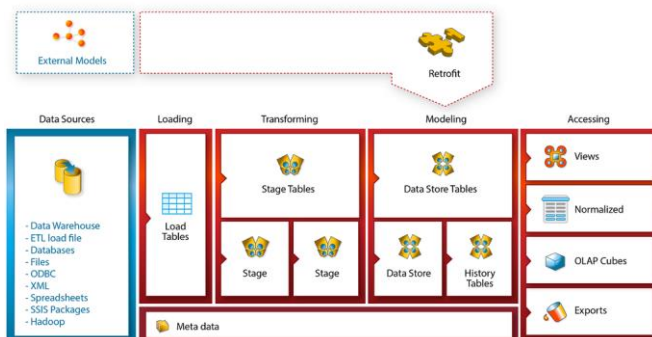 External Models
Retrofit
Data Sources
Loading
Transforming
Modeling
Accessing
- Data Warehouse
- ETL load file
- Databases
- Files
- ODBC
- XML
- Spreadsheets
- SSIS Packages
- Hadoop
Load
Tables
Stage Tables
Stage
Stage
Data Store Tables
Data Store
History
Tables
Views
Normalized
OLAP Cubes
Exports
Meta data